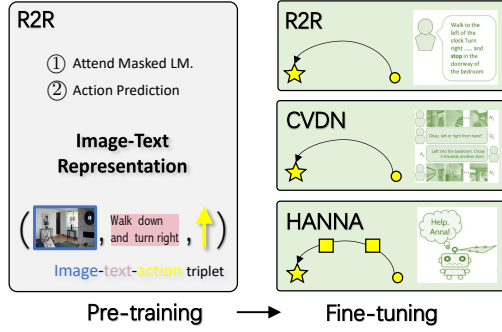 R2R
① Attend Masked LM.
② Action Prediction
Image-Text
Representation
( , Walk down
and turn right , )
Image-text-action triplet
Pre-training
R2R
Walk to the
left of the
clock Turn
right ...... and
stop in the
doorway of
the bedroom
CVDN
Okay, left or right from here?
Left into the bedroom. Close
it towards another door.
HANNA
Help,
Anna!
Fine-tuning